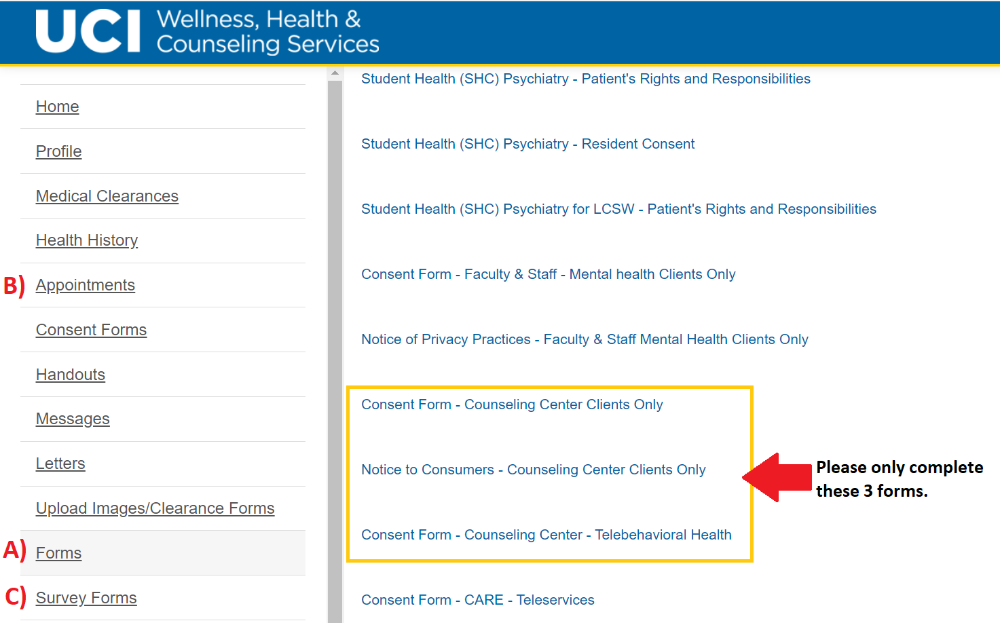 UCI Wellness, Health &
Counseling Services
Home
Profile
Medical Clearances
Health History
B) Appointments
Consent Forms
Handouts
Messages
Letters
Upload Images/Clearance Forms
A) Forms
C) Survey Forms
Student Health (SHC) Psychiatry - Patient's Rights and Responsibilities
Student Health (SHC) Psychiatry - Resident Consent
Student Health (SHC) Psychiatry for LCSW - Patient's Rights and Responsibilities
Consent Form - Faculty & Staff - Mental health Clients Only
Notice of Privacy Practices - Faculty & Staff Mental Health Clients Only
Consent Form - Counseling Center Clients Only
Notice to Consumers - Counseling Center Clients Only
Consent Form - Counseling Center - Telebehavioral Health
Consent Form - CARE - Teleservices
Please only complete
these 3 forms.